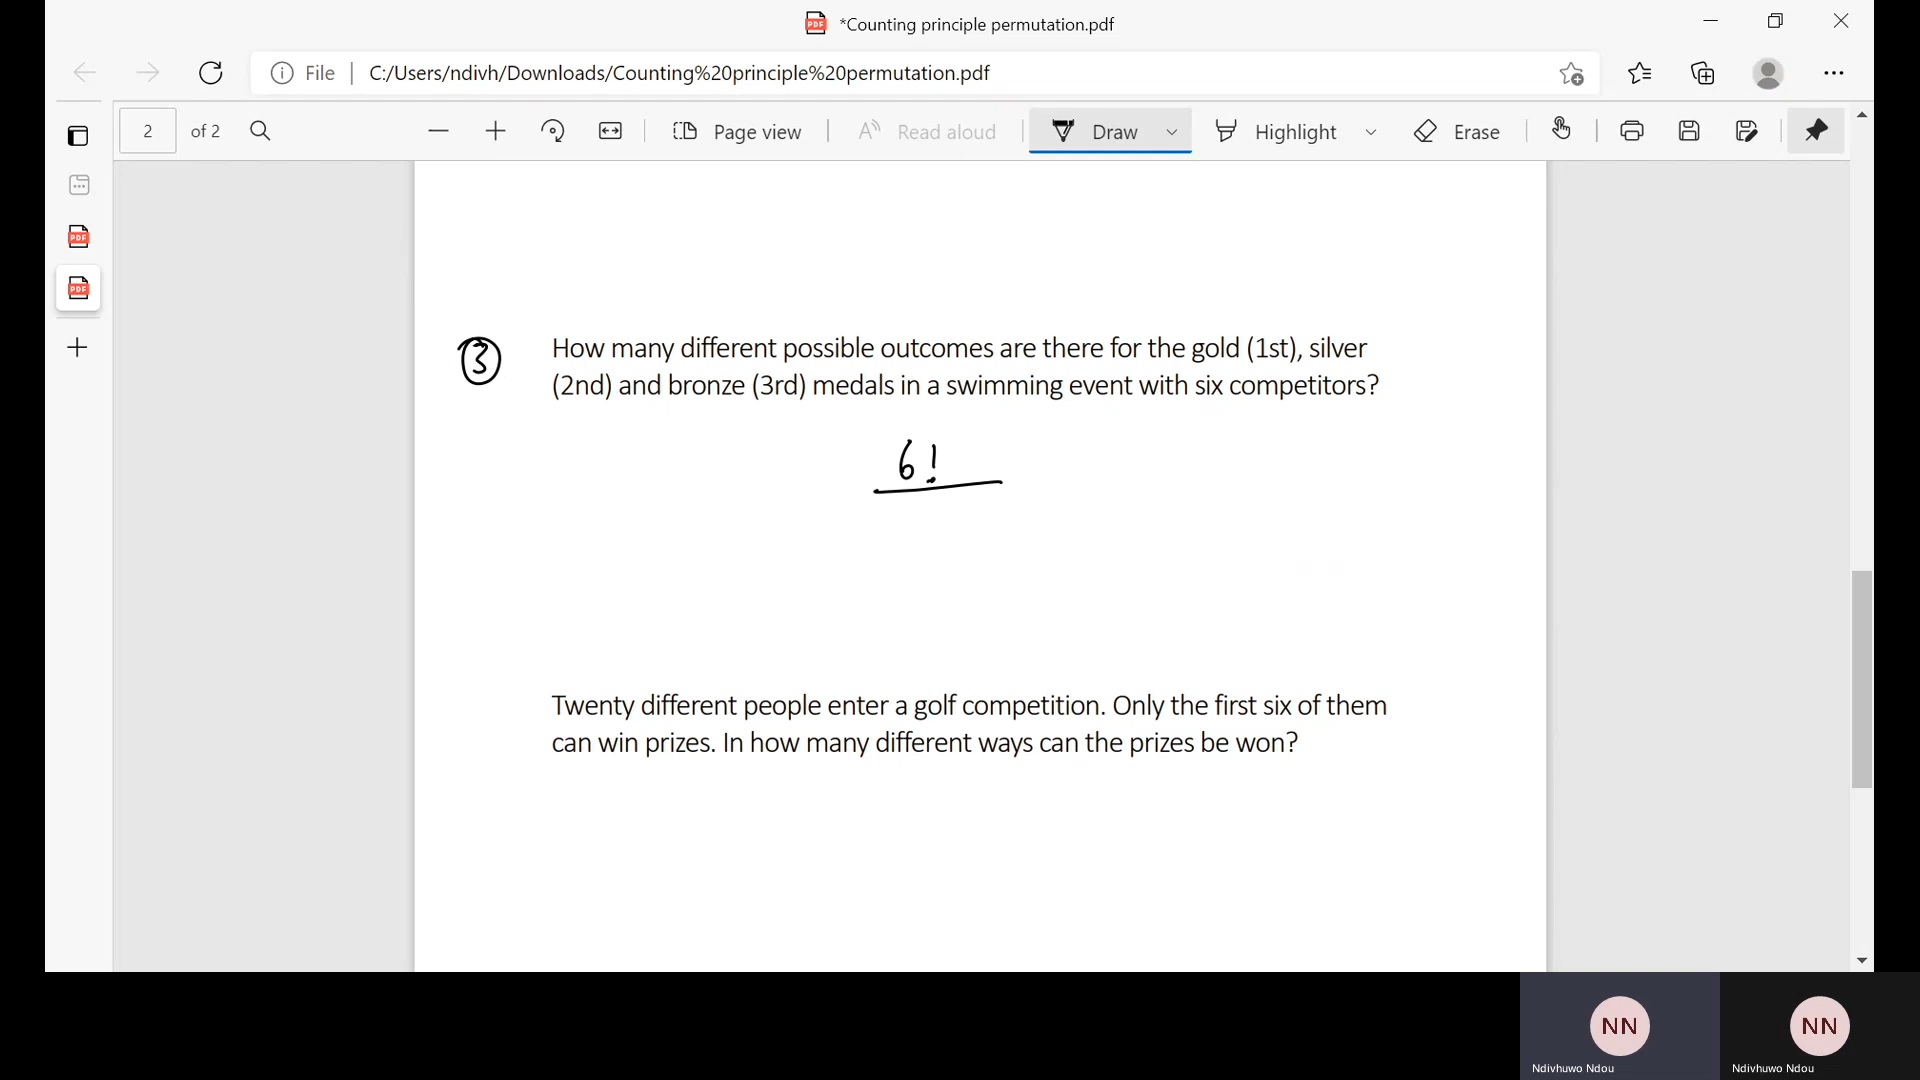 *Counting principle permutation.pdf
File | C:/Users/ndivh/Downloads/Counting%20principle%20permutation.pdf
2 of 2 Page view Read aloud Draw Highlight Erase
3 How many different possible outcomes are there for the gold (1st), silver
(2nd) and bronze (3rd) medals in a swimming event with six competitors?
6!
Twenty different people enter a golf competition. Only the first six of them
can win prizes. In how many different ways can the prizes be won?
NN NN
Ndivhuwo Ndou Ndivhuwo Ndou